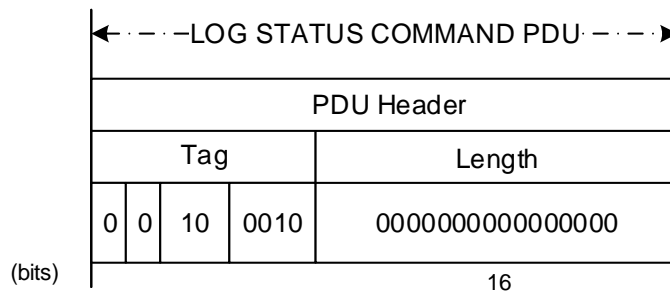 LOG STATUS COMMAND PDU
PDU Header
Tag Length
0 0 10 0010 0000000000000000
(bits) 16